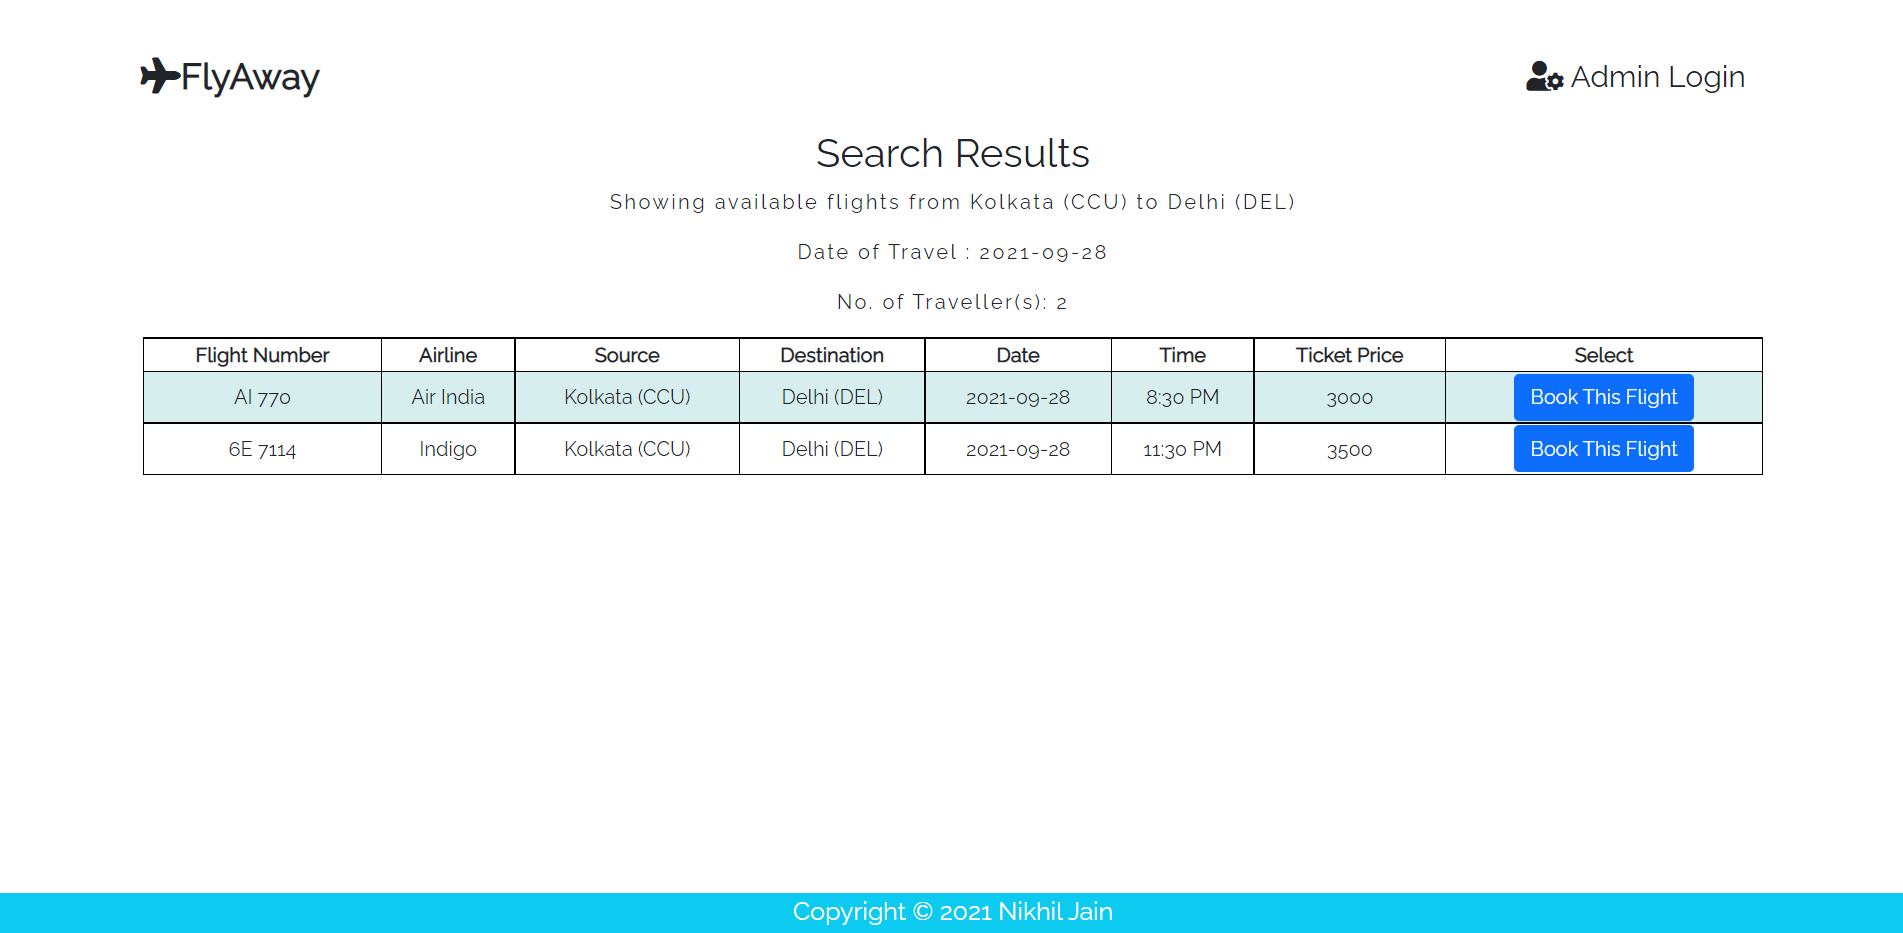 FlyAway
Admin Login
Search Results
Showing available flights from Kolkata (CCU) to Delhi (DEL)
Date of Travel : 2021-09-28
No. of Traveller(s): 2
Flight Number Airline Source Destination Date Time Ticket Price Select
AI 770 Air India Kolkata (CCU) Delhi (DEL) 2021-09-28 8:30 PM 3000 Book This Flight
6E 7114 Indigo Kolkata (CCU) Delhi (DEL) 2021-09-28 11:30 PM 3500 Book This Flight
Copyright © 2021 Nikhil Jain